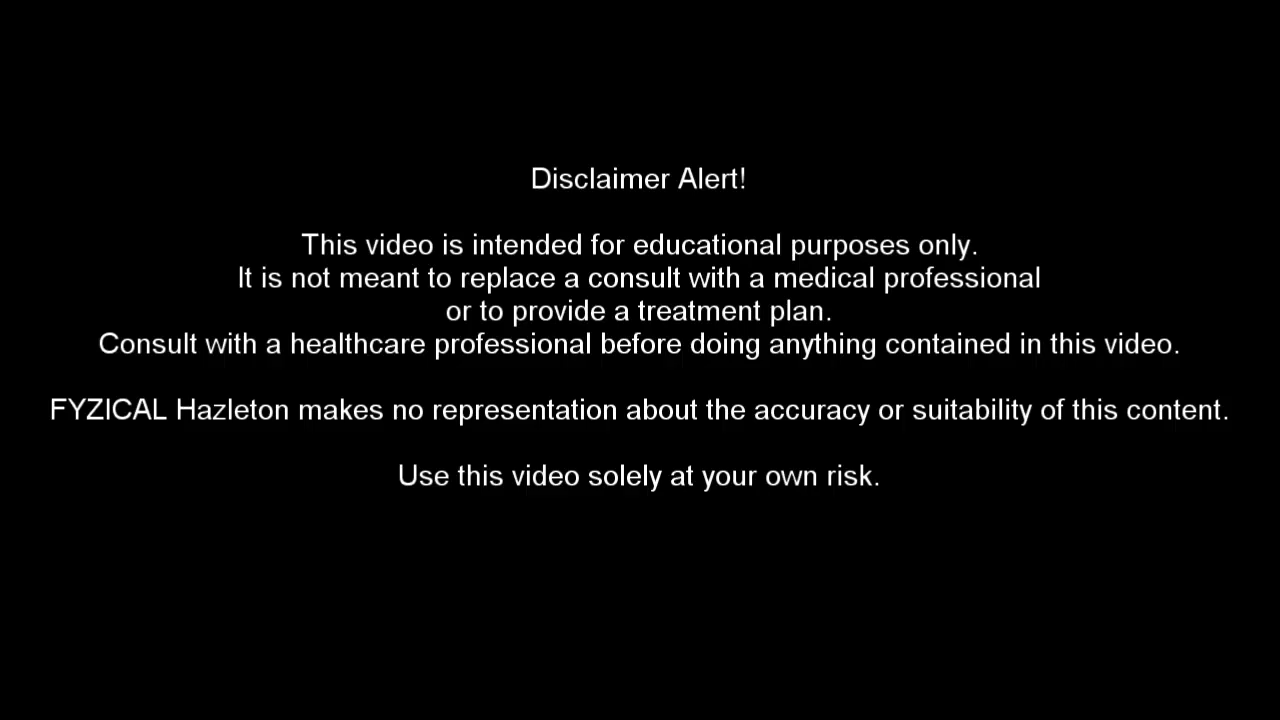 Disclaimer Alert!
This video is intended for educational purposes only.
It is not meant to replace a consult with a medical professional
or to provide a treatment plan.
Consult with a healthcare professional before doing anything contained in this video.
FYZICAL Hazleton makes no representation about the accuracy or suitability of this content.
Use this video solely at your own risk.